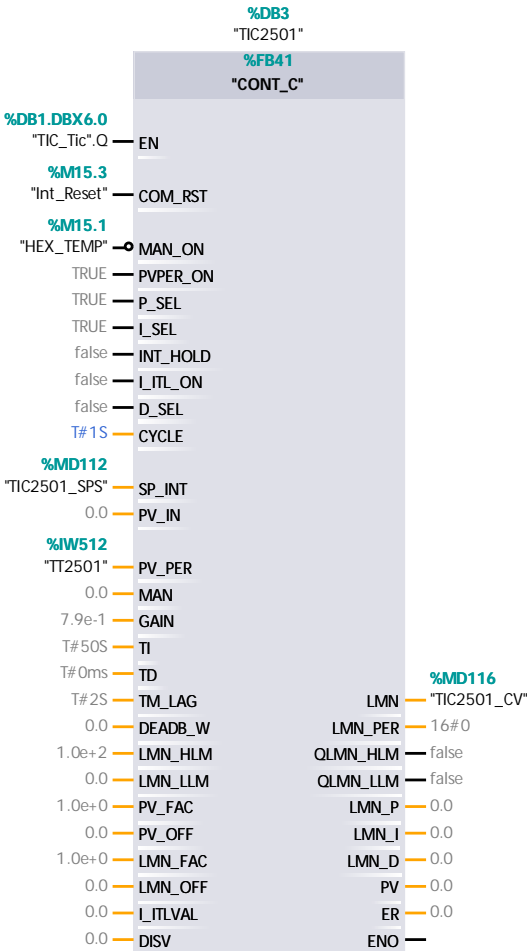 %DB3
"TIC2501"
%FB41
"CONT_C"
%DB1.DBX6.0
"TIC_Tic".Q EN
%M15.3
"Int_Reset" COM_RST
%M15.1
"HEX_TEMP" MAN_ON
TRUE PVPER_ON
TRUE P_SEL
TRUE I_SEL
false INT_HOLD
false I_ITL_ON
false D_SEL
T#1S CYCLE
%MD112
"TIC2501_SPS" SP_INT
0.0 PV_IN
%IW512
"TT2501" PV_PER
0.0 MAN
7.9e-1 GAIN
T#50S TI
T#0ms TD
%MD116
T#2S TM_LAG LMN "TIC2501_CV"
0.0 DEADB_W LMN_PER 16#0
1.0e+2 LMN_HLM QLMN_HLM false
0.0 LMN_LLM QLMN_LLM false
1.0e+0 PV_FAC LMN_P 0.0
0.0 PV_OFF LMN_I 0.0
1.0e+0 LMN_FAC LMN_D 0.0
0.0 LMN_OFF PV 0.0
0.0 I_ITLVAL ER 0.0
0.0 DISV ENO